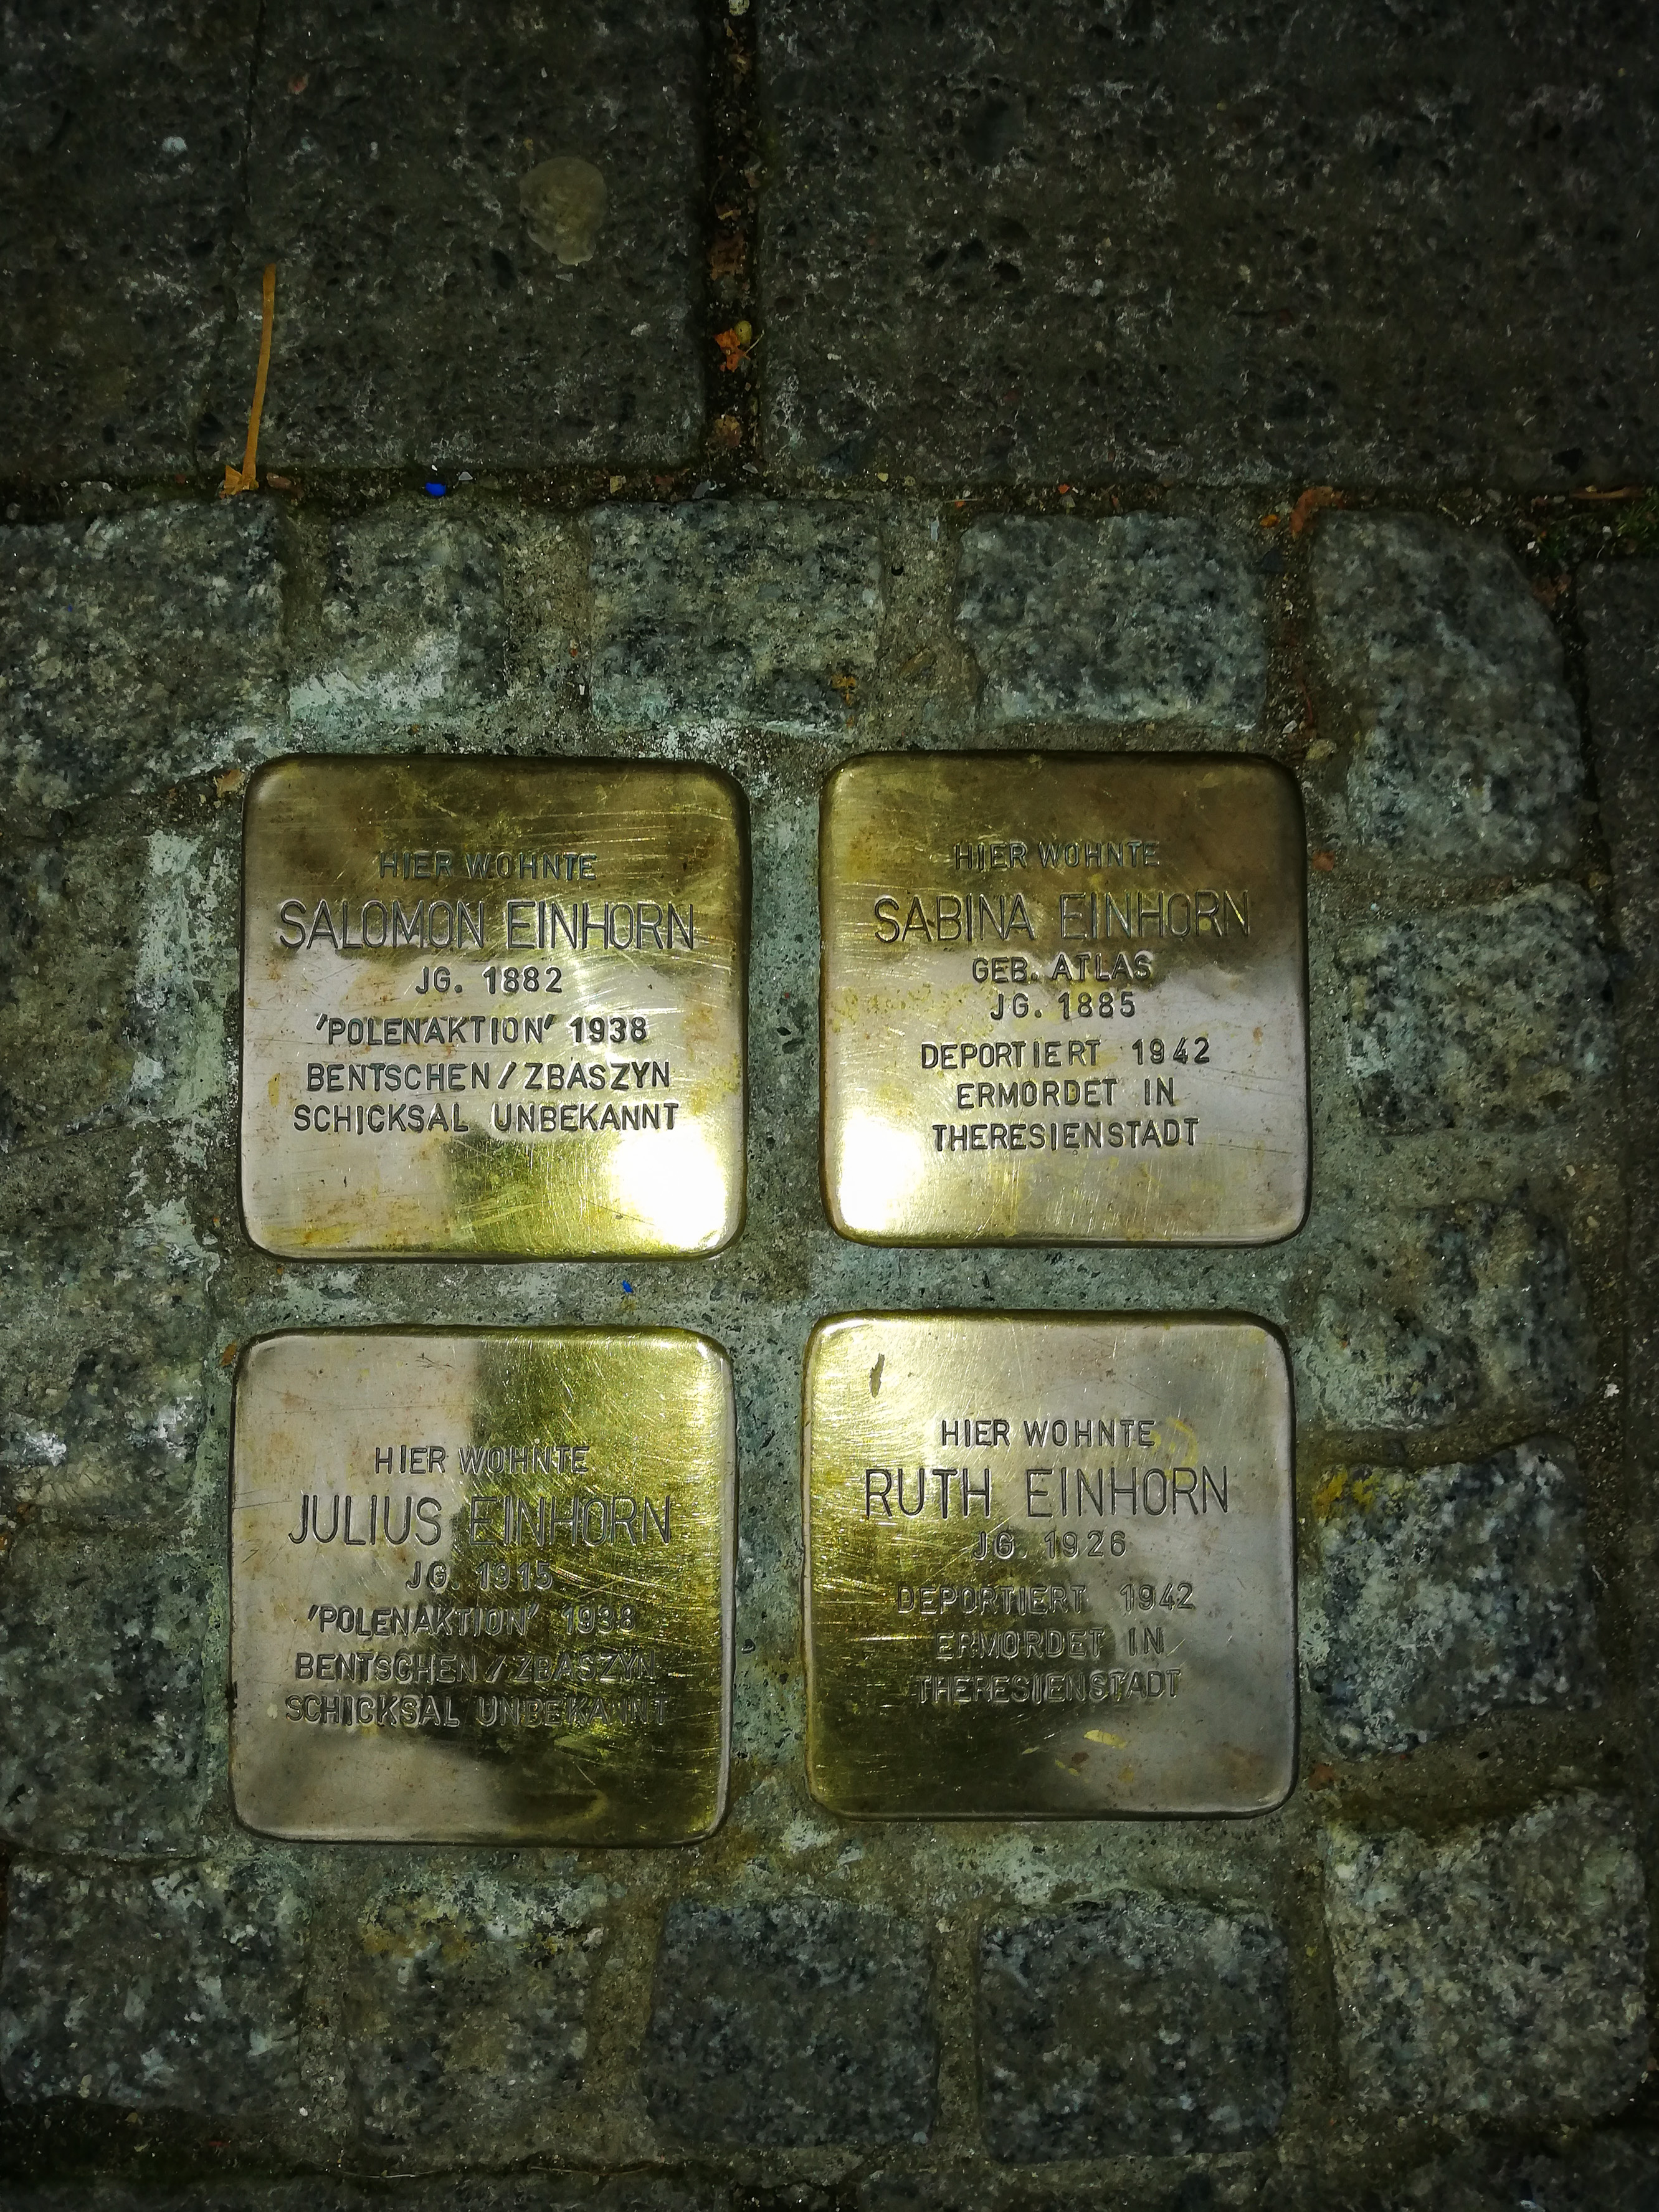 HIER WOHNTE
SALOMON EINHORN
JG. 1882
'POLENAKTION' 1938
BENTSCHEN/ZBASZYN
SCHICKSAL UNBEKANNT
HIER WOHNTE
SABINA EINHORN
GEB. ATLAS
JG. 1885
DEPORTIERT 1942
ERMORDET IN
THERESIENSTADT
HIER WOHNTE
JULIUS EINHORN
JG. 1915
'POLENAKTION' 1938
BENTSCHEN/ZBASZYN
SCHICKSAL UNBEKANNT
HIER WOHNTE
RUTH EINHORN
JG. 1926
DEPORTIERT 1942
ERMORDET IN
THERESIENSTADT